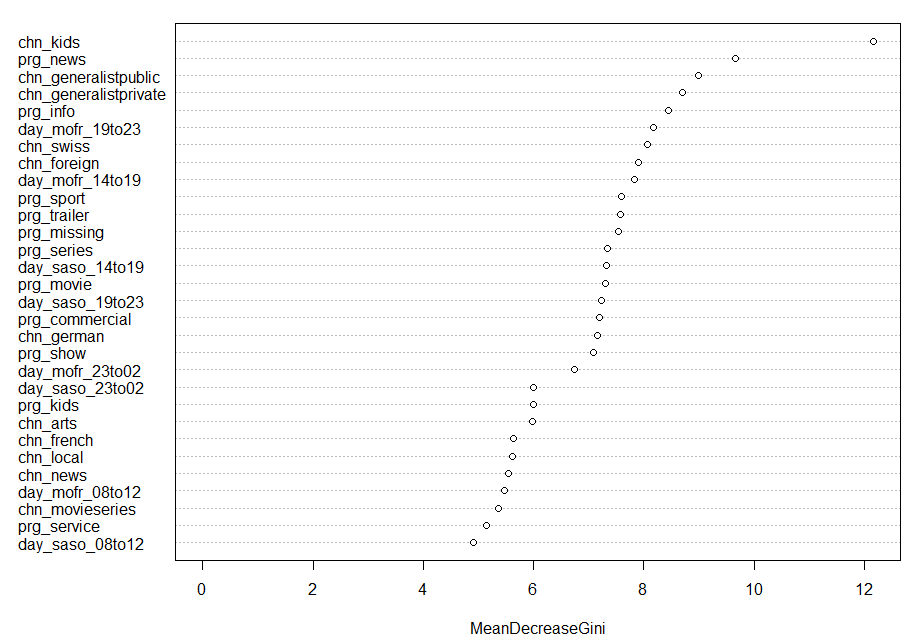 chn_kids
prg_news
chn_generalistpublic
chn_generalistprivate
prg_info
day_mofr_19to23
chn_swiss
chn_foreign
day_mofr_14to19
prg_sport
prg_trailer
prg_missing
prg_series
day_saso_14to19
prg_movie
day_saso_19to23
prg_commercial
chn_german
prg_show
day_mofr_23to02
day_saso_23to02
prg_kids
chn_arts
chn_french
chn_local
chn_news
day_mofr_08to12
chn_movieseries
prg_service
day_saso_08to12
0 2 4 6 8 10 12
MeanDecreaseGini